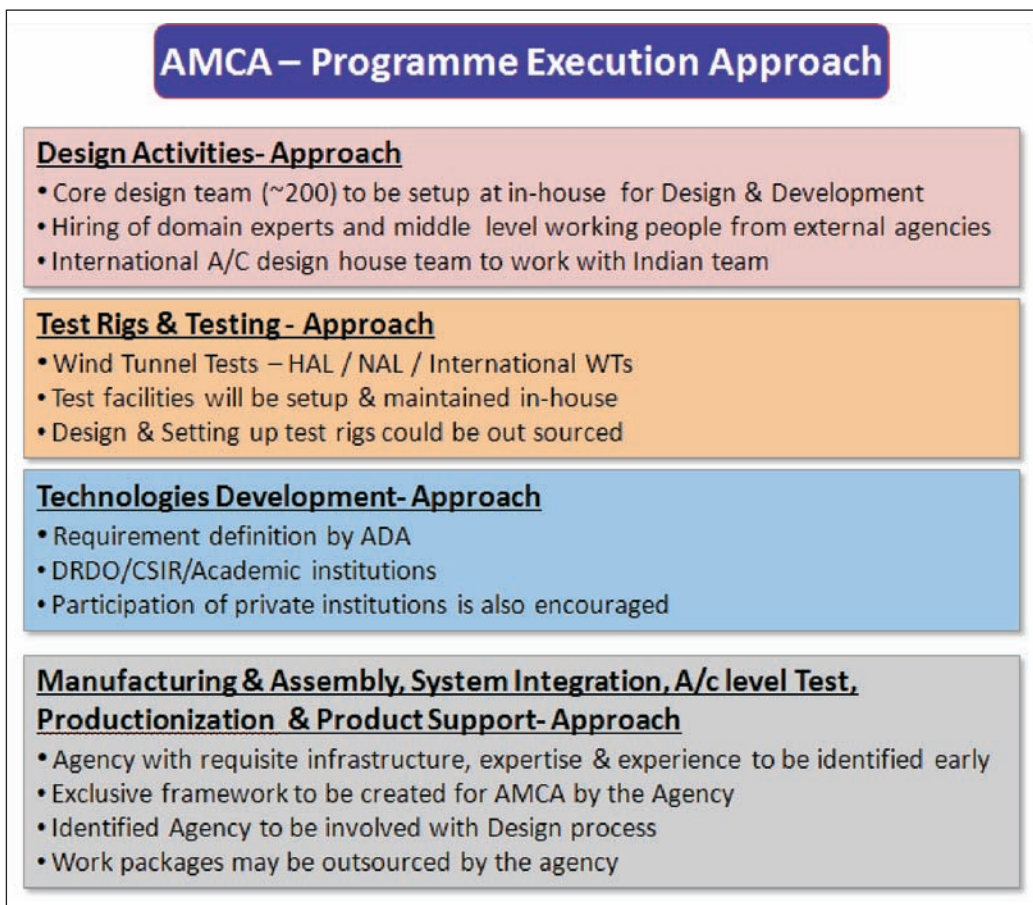 AMCA – Programme Execution Approach
Design Activities- Approach
• Core design team (~200) to be setup at in-house for Design & Development
• Hiring of domain experts and middle level working people from external agencies
• International A/C design house team to work with Indian team
Test Rigs & Testing - Approach
• Wind Tunnel Tests – HAL / NAL / International WTs
• Test facilities will be setup & maintained in-house
• Design & Setting up test rigs could be out sourced
Technologies Development- Approach
• Requirement definition by ADA
• DRDO/CSIR/Academic institutions
• Participation of private institutions is also encouraged
Manufacturing & Assembly, System Integration, A/c level Test,
Productionization & Product Support- Approach
• Agency with requisite infrastructure, expertise & experience to be identified early
• Exclusive framework to be created for AMCA by the Agency
• Identified Agency to be involved with Design process
• Work packages may be outsourced by the agency